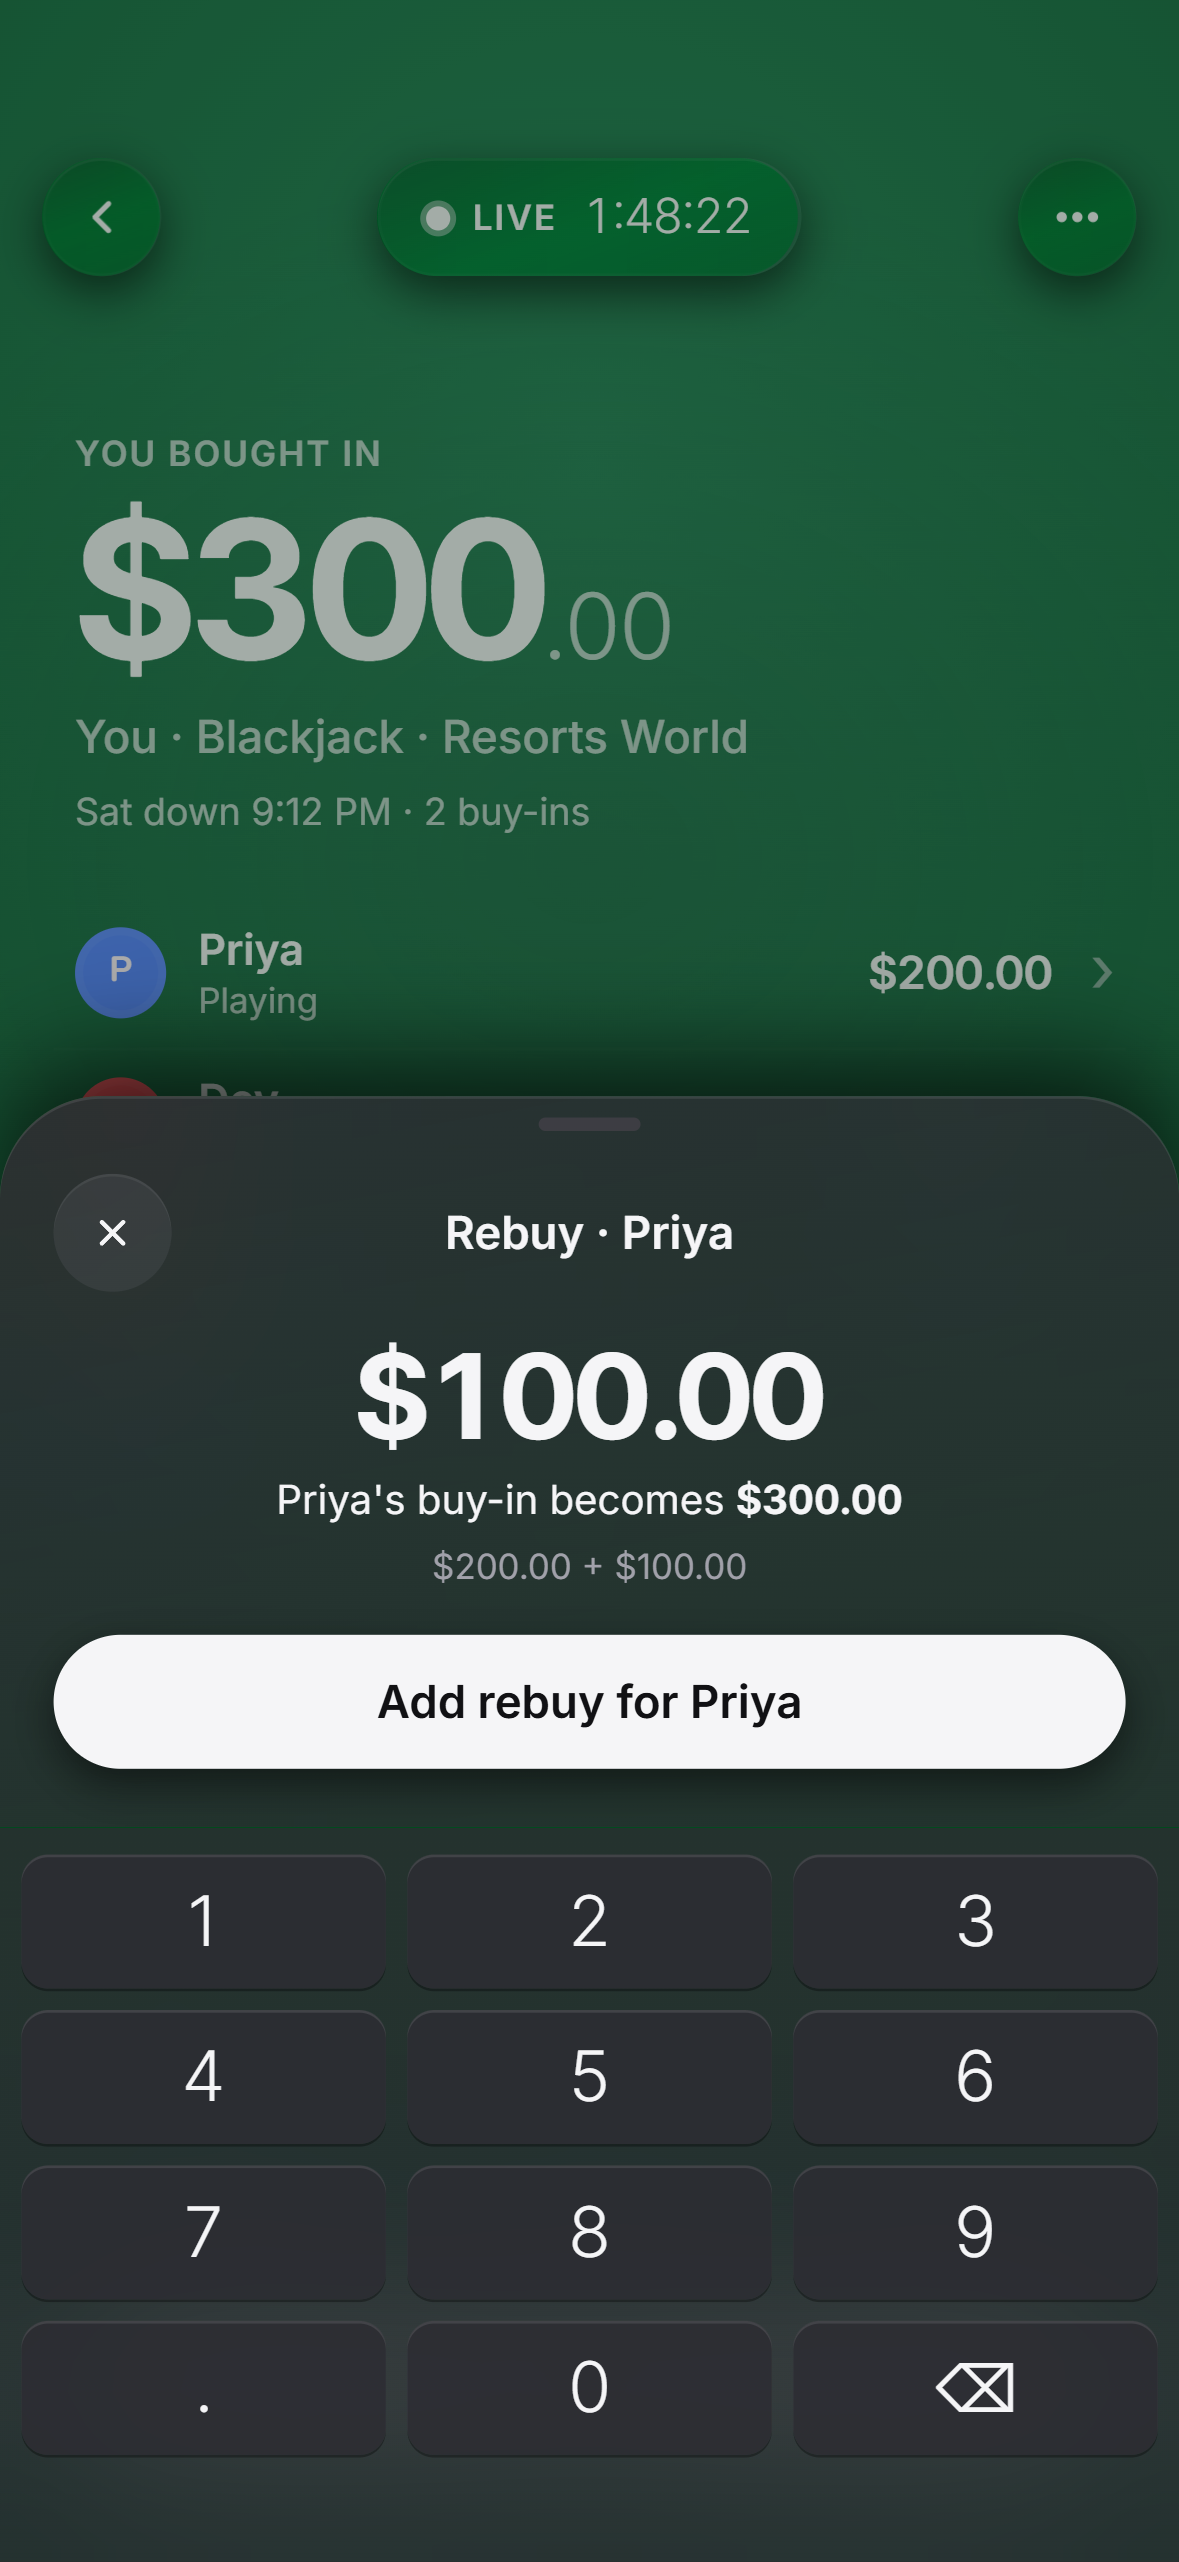 LIVE 1:48:22
YOU BOUGHT IN
$300.00
You · Blackjack · Resorts World
Sat down 9:12 PM · 2 buy-ins
P
Priya
$200.00
Playing
Rebuy · Priya
$100.00
Priya's buy-in becomes $300.00
$200.00 + $100.00
Add rebuy for Priya
1 2 3
4 5 6
7 8 9
. 0